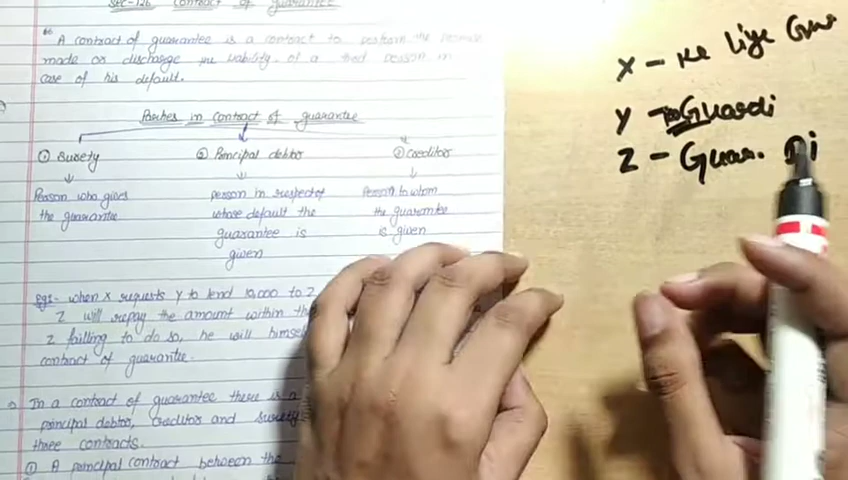 Sec-126 Contract of guarantee
"A contract of guarantee is a contract to perform the promise
made or discharge the liability of a third person in
case of his default.
Parties in contract of guarantee
① Surety ② Principal debtor ③ Creditor
Person who gives the guarantee
person in respect of whose default the guarantee is given
Person to whom the guarantee is given
Eg:- when X requests Y to lend 10,000 to Z
Z will repay the amount within the
Z failling to do so, he will himself
contract of guarantee.
In a contract of guarantee there is a
principal debtor, creditor and surety
three contracts.
① A principal contract between the
X - ke liye Guar
Y - Guardi
Z - Guar. Di